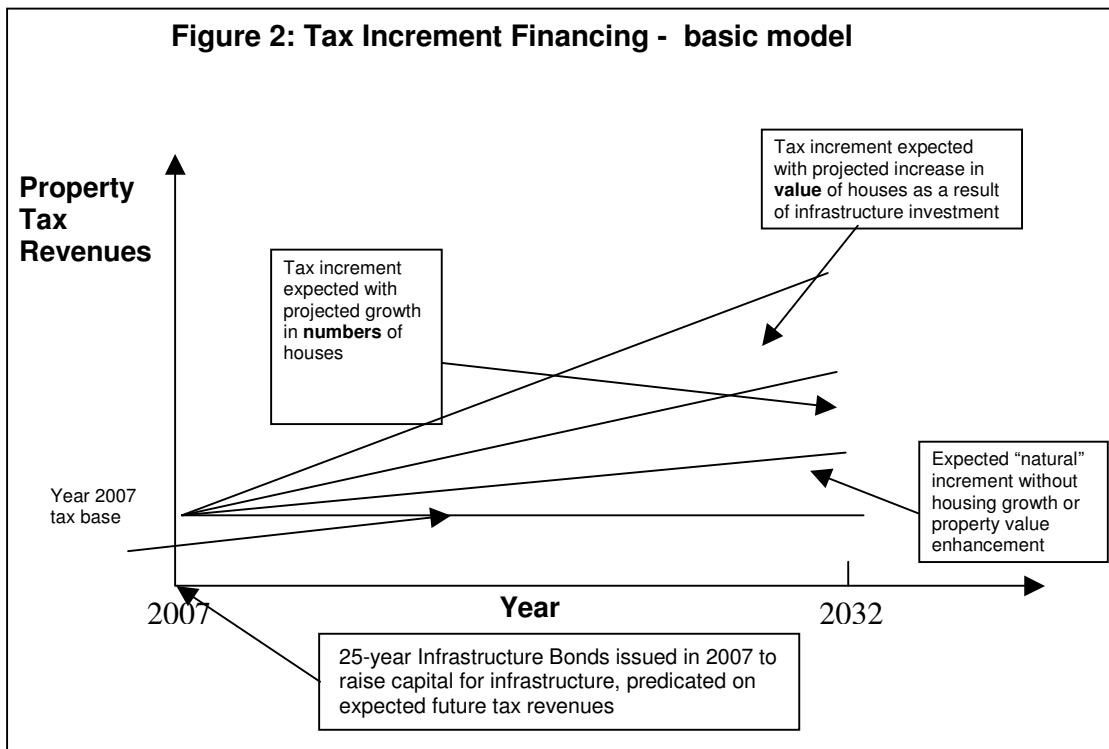 Figure 2: Tax Increment Financing -  basic model
Tax increment expected
with projected increase in
value of houses as a result
of infrastructure investment
Property
Tax
Revenues
Tax increment
expected with
projected growth
in numbers of
houses
Expected “natural”
increment without
housing growth or
property value
enhancement
Year 2007
tax base
2007
Year
2032
25-year Infrastructure Bonds issued in 2007 to
raise capital for infrastructure, predicated on
expected future tax revenues